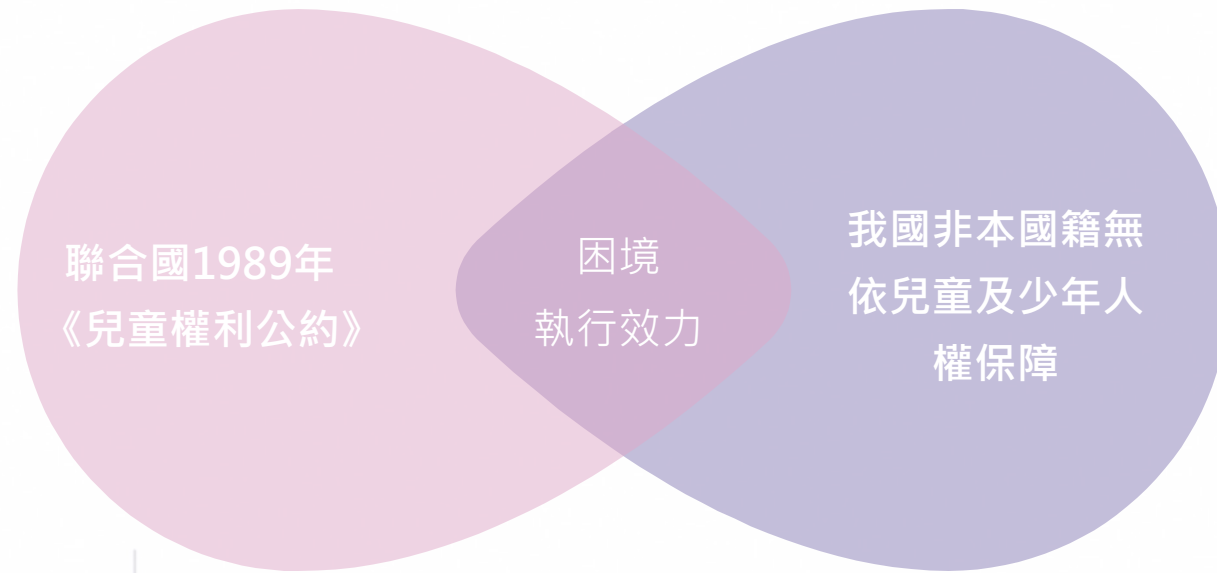 聯合國1989年
《兒童權利公約》
困境
執行效力
我國非本國籍無
依兒童及少年人
權保障